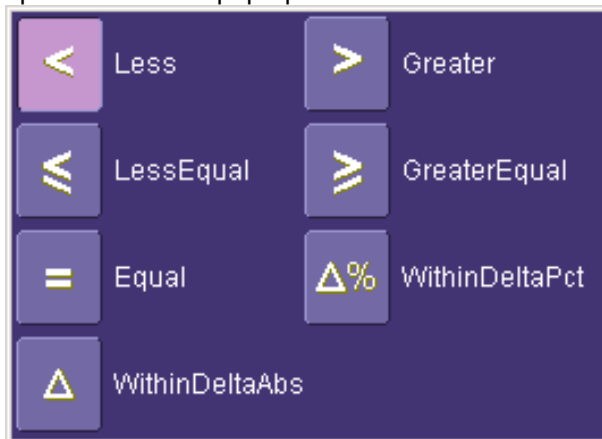 < Less > Greater
≤ LessEqual ≥ GreaterEqual
= Equal Δ% WithinDeltaPct
Δ WithinDeltaAbs